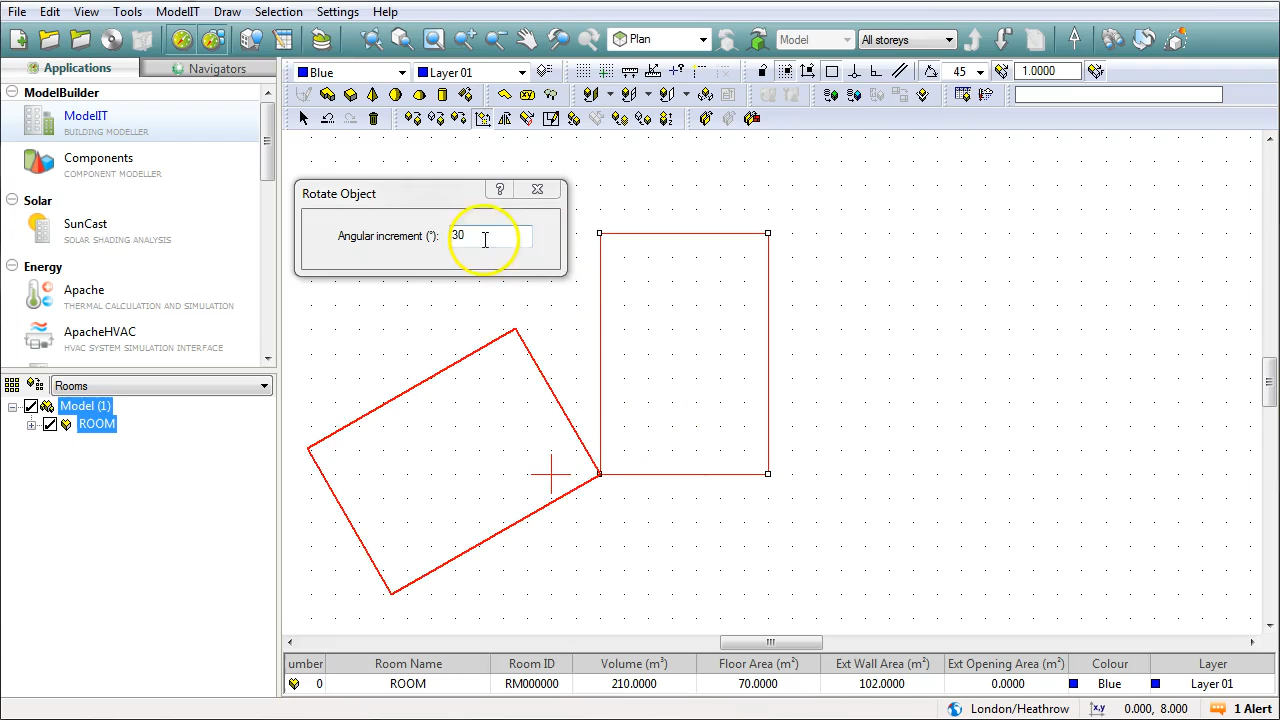 File Edit View Tools ModelIT Draw Selection Settings Help
Plan Model All storeys
Applications Navigators
Blue Layer 01 45 1.0000
ModelBuilder
ModelIT
BUILDING MODELLER
Components
COMPONENT MODELLER
Solar
SunCast
SOLAR SHADING ANALYSIS
Energy
Apache
THERMAL CALCULATION AND SIMULATION
ApacheHVAC
HVAC SYSTEM SIMULATION INTERFACE
Rooms
Model (1)
ROOM
Rotate Object
Angular increment (°): 30
umber Room Name Room ID Volume (m³) Floor Area (m²) Ext Wall Area (m²) Ext Opening Area (m²) Colour Layer
0 ROOM RM000000 210.0000 70.0000 102.0000 0.0000 Blue Layer 01
London/Heathrow x,y 0.000, 8.000 1 Alert